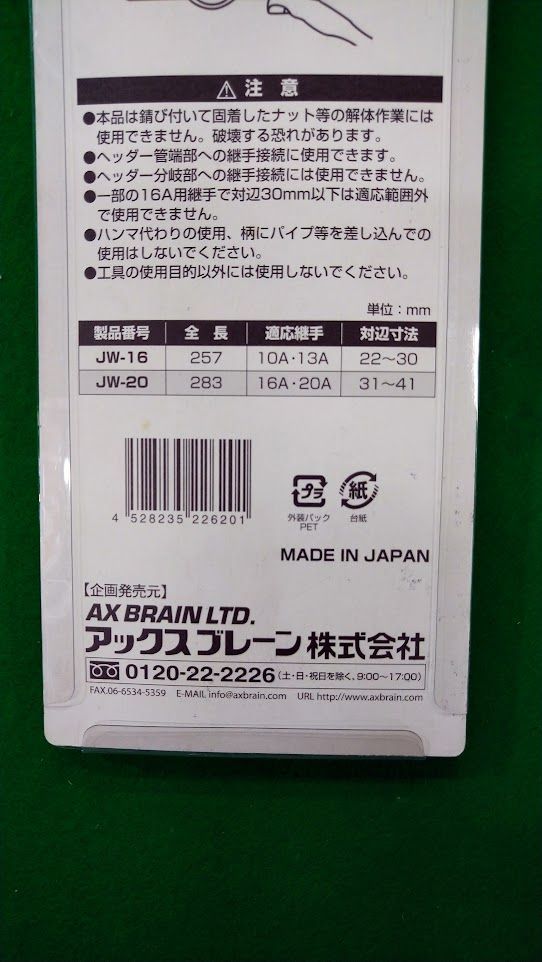 ⚠注意
●本品は錆び付いて固着したナット等の解体作業には
使用できません。破壊する恐れがあります。
●ヘッダー管端部への継手接続に使用できます。
●ヘッダー分岐部への継手接続には使用できません。
●一部の16A用継手で対辺30mm以下は適応範囲外
で使用できません。
●ハンマ代わりの使用、柄にパイプ等を差し込んでの
使用はしないでください。
●工具の使用目的以外には使用しないでください。
単位：mm
製品番号 全長 適応継手 対辺寸法
JW-16 257 10A・13A 22～30
JW-20 283 16A・20A 31～41
4 528235 226201
プラ 紙
外装パック 台紙
PET
MADE IN JAPAN
【企画発売元】
AX BRAIN LTD.
アックスブレーン株式会社
0120-22-2226（土・日・祝日を除く、9:00〜17:00）
FAX.06-6534-5359 E-MAIL info@axbrain.com URL http://www.axbrain.com